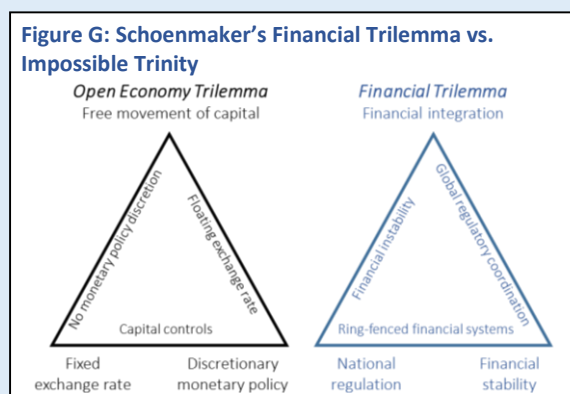 Figure G: Schoenmaker's Financial Trilemma vs.
Impossible Trinity
Open Economy Trilemma
Free movement of capital
No monetary policy discretion
Floating exchange rate
Capital controls
Fixed
exchange rate
Discretionary
monetary policy
Financial Trilemma
Financial integration
Financial instability
Global regulatory coordination
Ring-fenced financial systems
National
regulation
Financial
stability